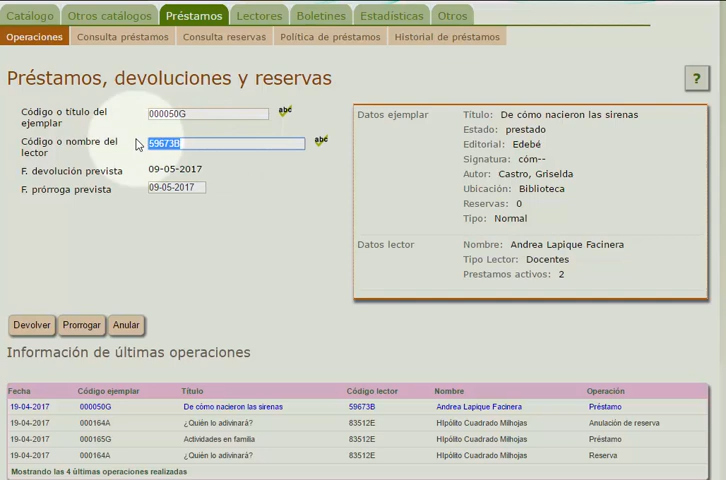 Catálogo Otros catálogos Préstamos Lectores Boletines Estadísticas Otros
Operaciones Consulta préstamos Consulta reservas Política de préstamos Historial de préstamos
Préstamos, devoluciones y reservas
?
Código o título del ejemplar 000050G abc
Código o nombre del lector 59673B abc
F. devolución prevista 09-05-2017
F. prórroga prevista 09-05-2017
Datos ejemplar Título: De cómo nacieron las sirenas
Estado: prestado
Editorial: Edebé
Signatura: cóm--
Autor: Castro, Griselda
Ubicación: Biblioteca
Reservas: 0
Tipo: Normal
Datos lector Nombre: Andrea Lapique Facinera
Tipo Lector: Docentes
Prestamos activos: 2
Devolver Prorrogar Anular
Información de últimas operaciones
Fecha Código ejemplar Título Código lector Nombre Operación
19-04-2017 000050G De cómo nacieron las sirenas 59673B Andrea Lapique Facinera Préstamo
19-04-2017 000164A ¿Quién lo adivinará? 83512E HIpólito Cuadrado Milhojas Anulación de reserva
19-04-2017 000165G Actividades en familia 83512E HIpólito Cuadrado Milhojas Préstamo
19-04-2017 000164A ¿Quién lo adivinará? 83512E HIpólito Cuadrado Milhojas Reserva
Mostrando las 4 últimas operaciones realizadas